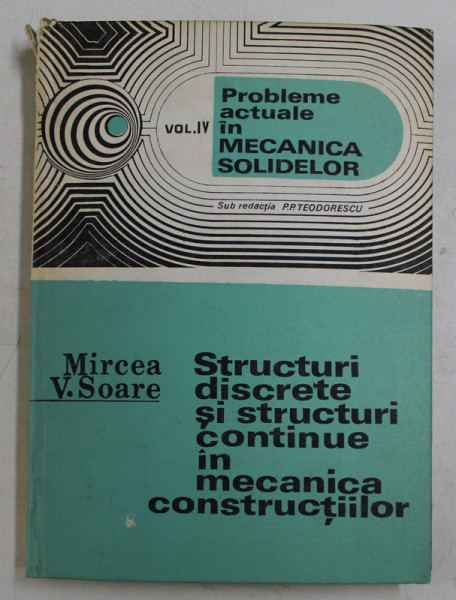 VOL.IV
Probleme
actuale
în
MECANICA
SOLIDELOR
Sub redacția P.P.TEODORESCU
Mircea
V. Soare
Structuri
discrete
și structuri
continue
în
mecanica
construcțiilor